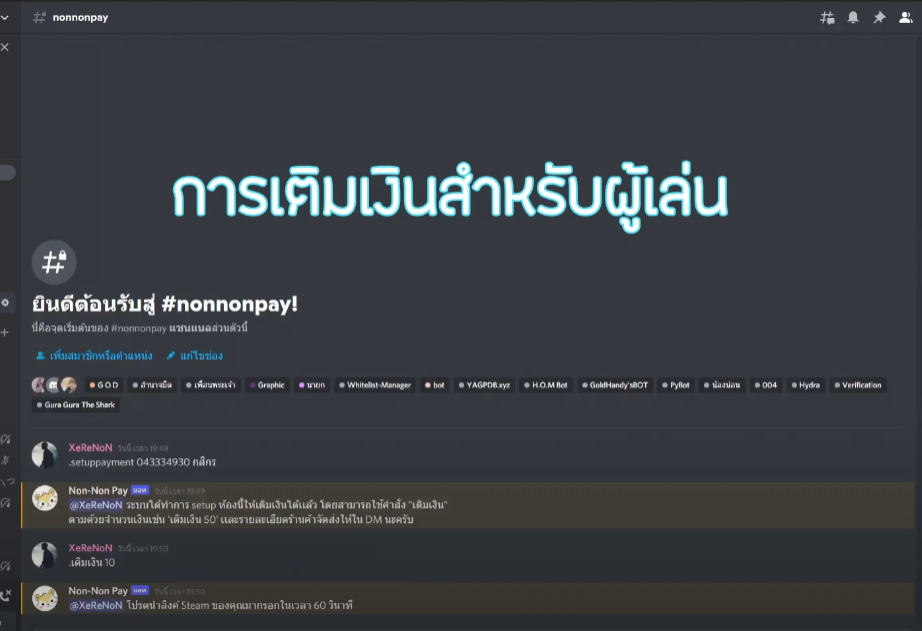 nonnonpay
การเติมเงินสำหรับผู้เล่น
ยินดีต้อนรับสู่ #nonnonpay!
นี่คือจุดเริ่มต้นของ #nonnonpay แชนแนลส่วนตัวนี้
เพิ่มสมาชิกหรือตำแหน่ง แก้ไขช่อง
G O D อำนาจมืด เพื่อนพระเจ้า Graphic นายก Whitelist-Manager bot YAGPDB.xyz H.O.M Bot GoldHandy'sBOT PyBot น้องบ่อน 004 Hydra Verification
Gura Gura The Shark
XeReNoN วันนี้ เวลา 19:49
.setuppayment 043334930 กสิกร
Non-Non Pay บอท วันนี้ เวลา 19:49
@XeReNoN ระบบได้ทำการ setup ห้องนี้ให้เติมเงินได้แล้ว โดยสามารถใช้คำสั่ง "เติมเงิน"
ตามด้วยจำนวนเงินเช่น 'เติมเงิน 50' และรายละเอียดร้านค้าจัดส่งให้ใน DM นะครับ
XeReNoN วันนี้ เวลา 19:50
.เติมเงิน 10
Non-Non Pay บอท วันนี้ เวลา 19:50
@XeReNoN โปรดนำลิงค์ Steam ของคุณมากรอกในเวลา 60 วินาที